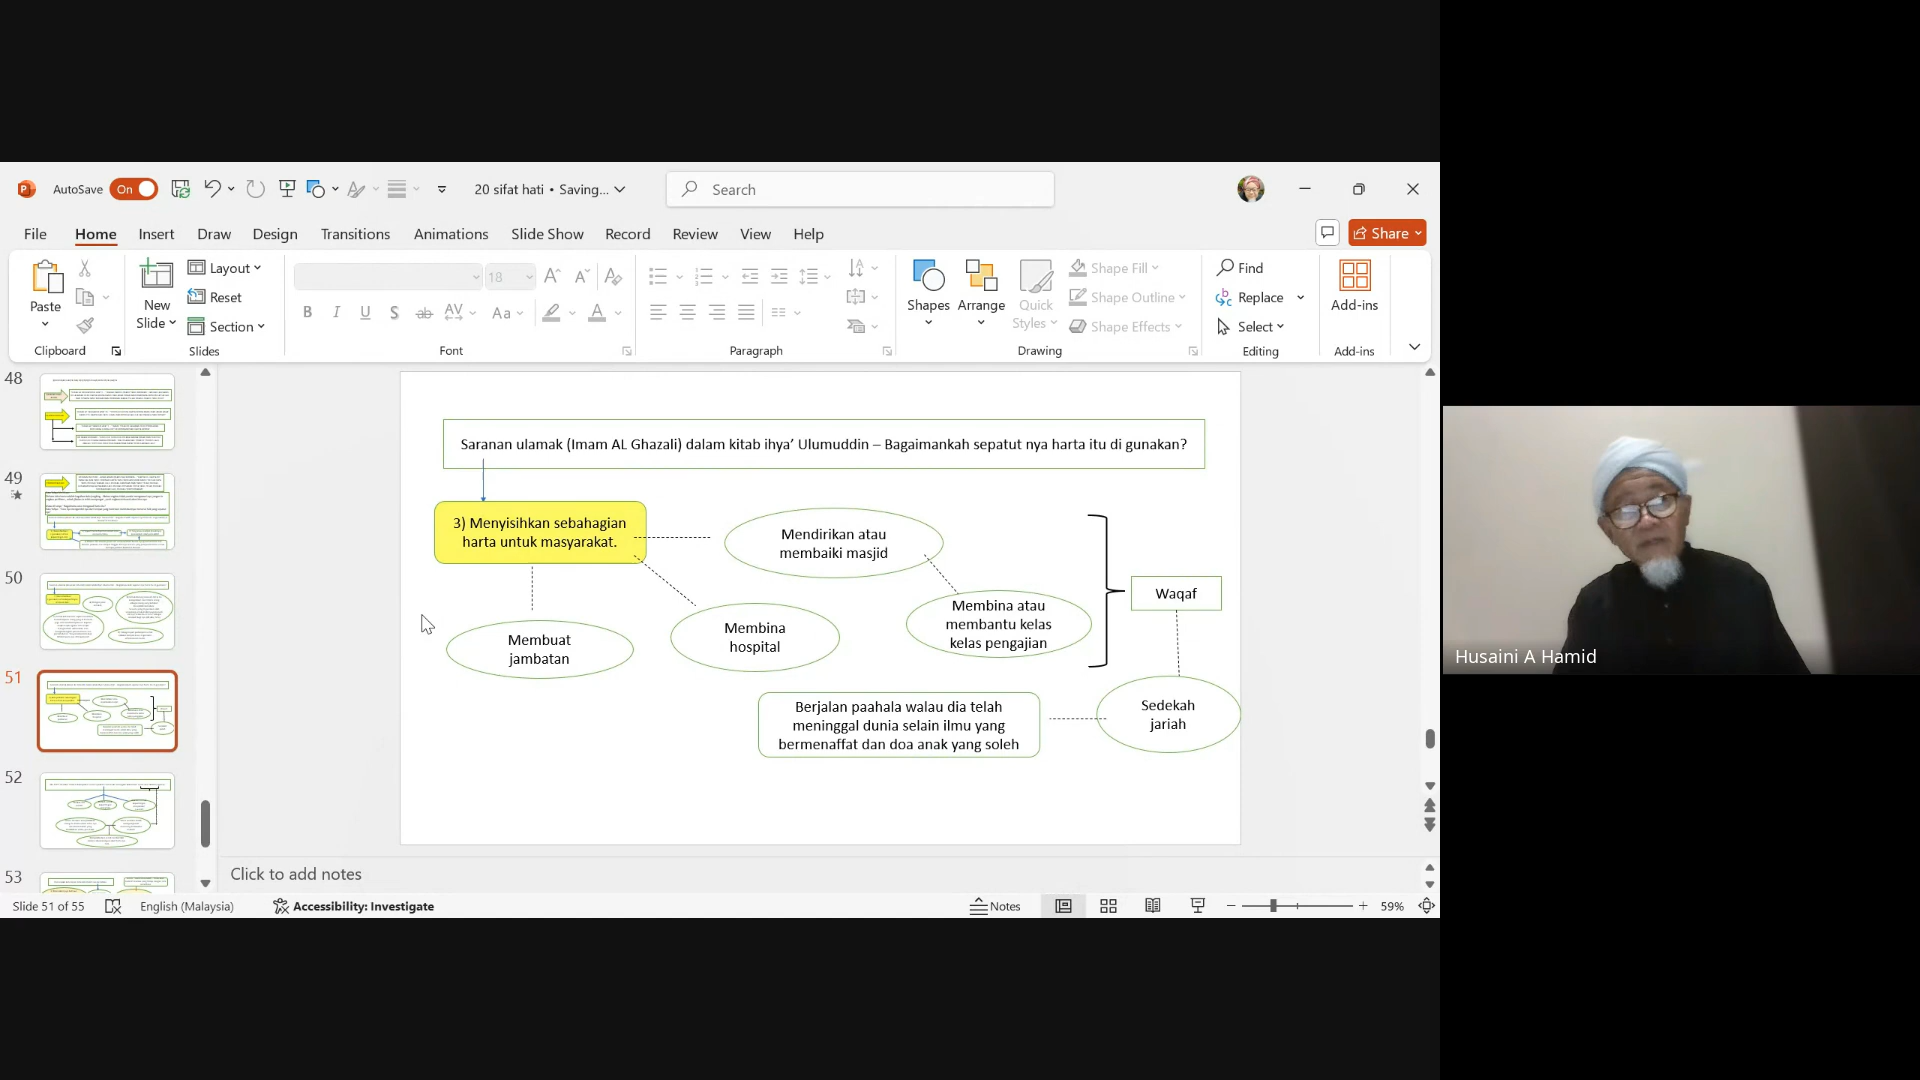 AutoSave On
20 sifat hati • Saving...
Search
File Home Insert Draw Design Transitions Animations Slide Show Record Review View Help
Share
Paste
Clipboard
New
Slide
Layout
Reset
Section
Slides
18
B I U S ab AV Aa A
Font
Paragraph
Shapes
Arrange
Quick
Styles
Shape Fill
Shape Outline
Shape Effects
Drawing
Find
Replace
Select
Editing
Add-ins
Add-ins
48
49
50
51
52
53
Saranan ulamak (Imam AL Ghazali) dalam kitab ihya’ Ulumuddin – Bagaimankah sepatut nya harta itu di gunakan?
3) Menyisihkan sebahagian
harta untuk masyarakat.
Mendirikan atau
membaiki masjid
Membuat
jambatan
Membina
hospital
Membina atau
membantu kelas
kelas pengajian
Waqaf
Sedekah
jariah
Berjalan paahala walau dia telah
meninggal dunia selain ilmu yang
bermenaffat dan doa anak yang soleh
Click to add notes
Slide 51 of 55
English (Malaysia)
Accessibility: Investigate
Notes
59%
Husaini A Hamid